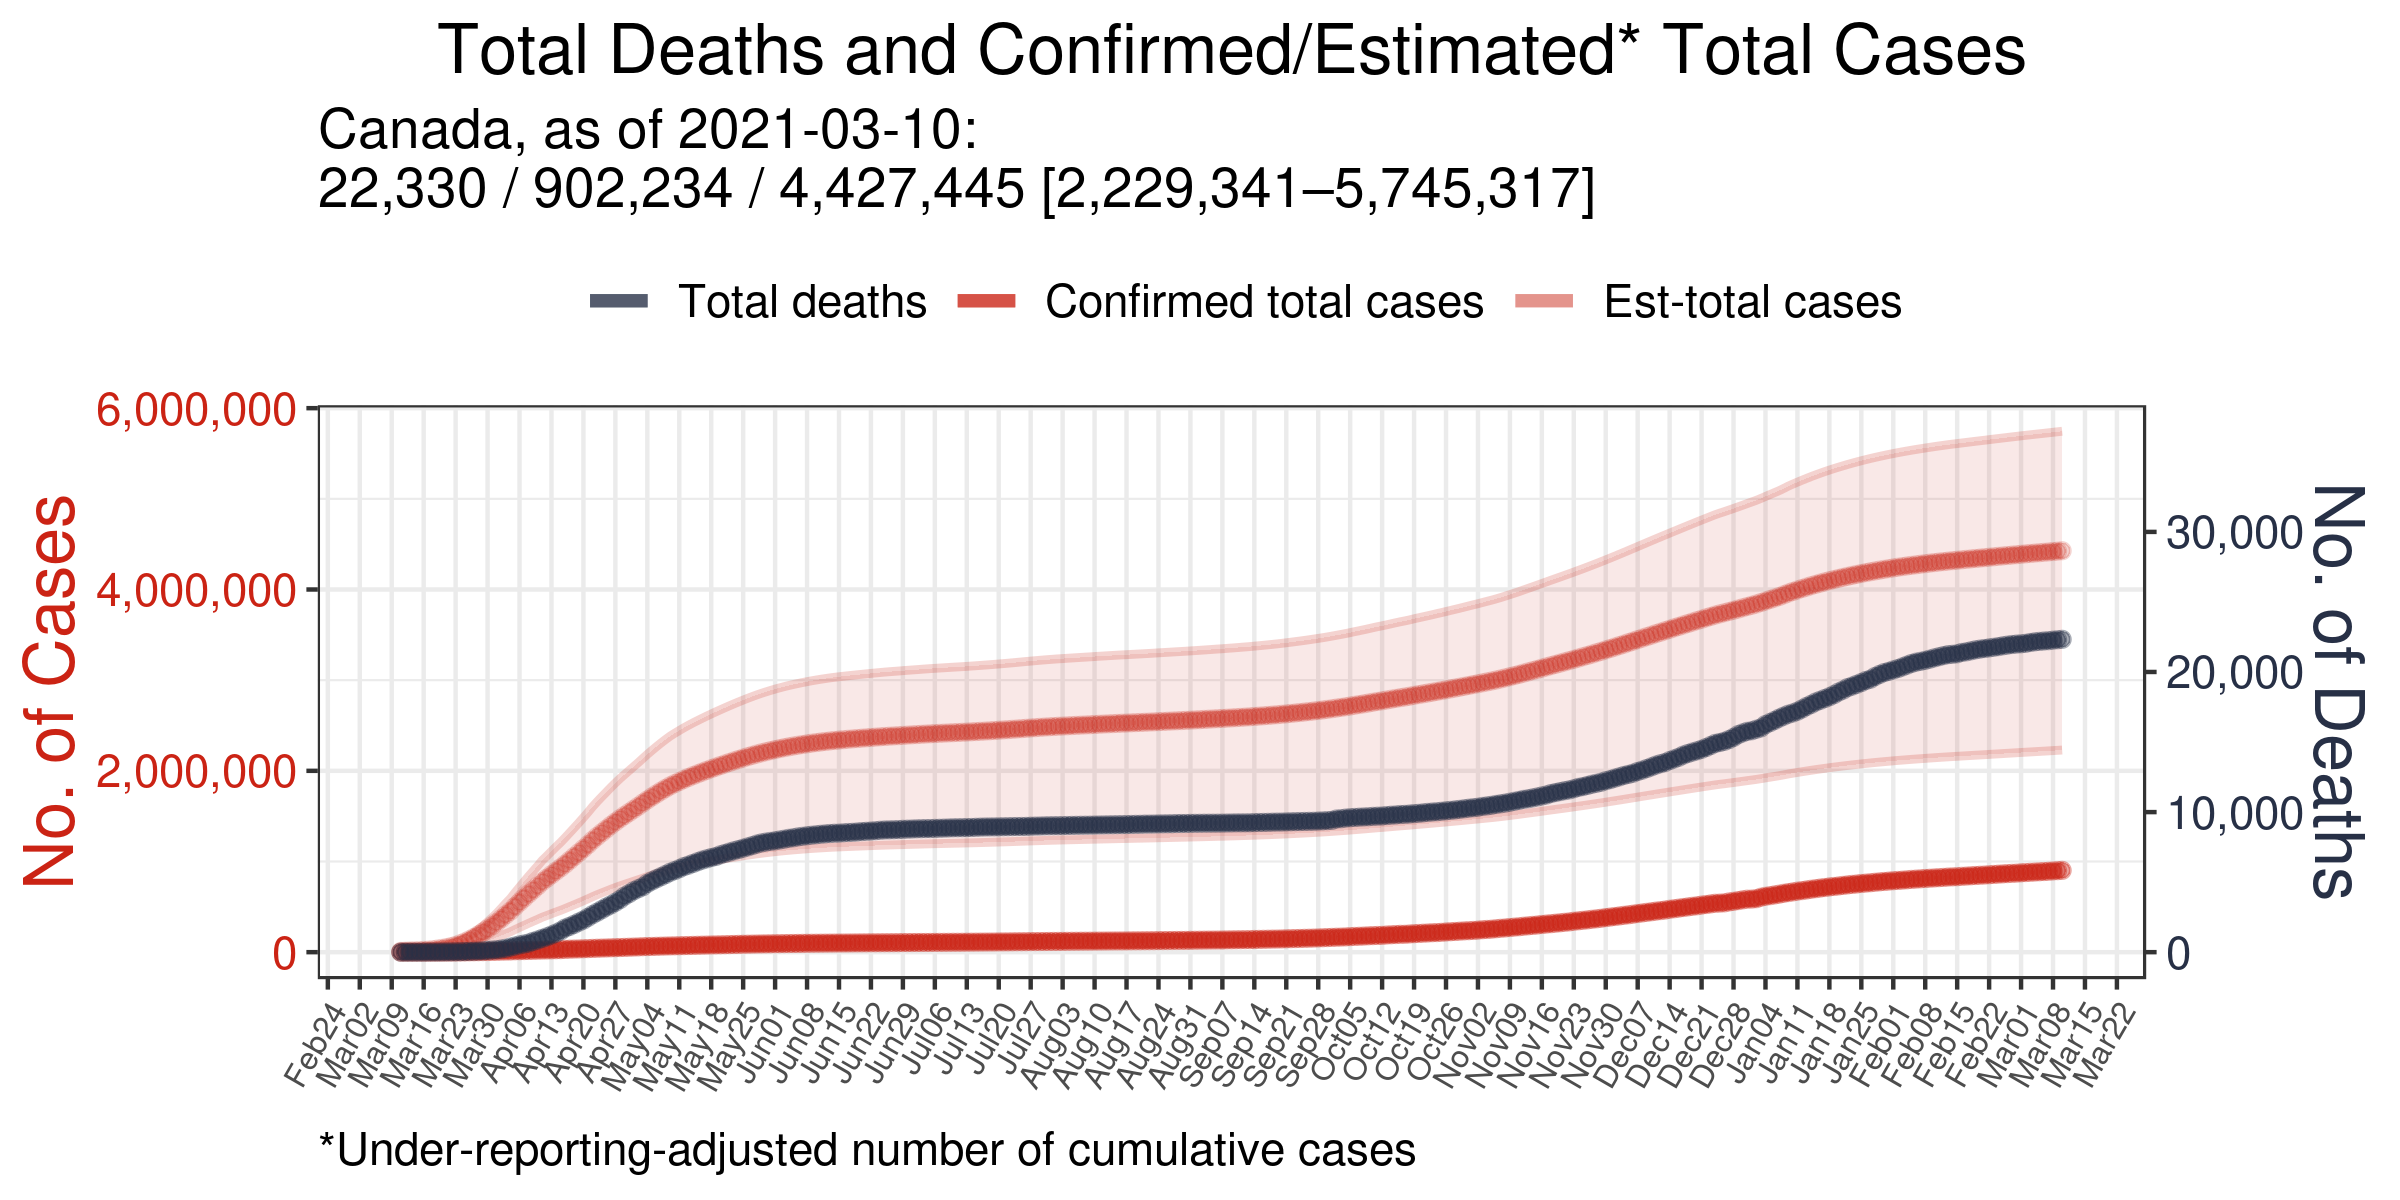 Total Deaths and Confirmed/Estimated* Total Cases
Canada, as of 2021-03-10:
22,330 / 902,234 / 4,427,445 [2,229,341–5,745,317]
Total deaths
Confirmed total cases
Est-total cases
No. of Cases
6,000,000
4,000,000
2,000,000
0
30,000
20,000
10,000
0
No. of Deaths
Feb24
Mar02
Mar09
Mar16
Mar23
Mar30
Apr06
Apr13
Apr20
Apr27
May04
May11
May18
May25
Jun01
Jun08
Jun15
Jun22
Jun29
Jul06
Jul13
Jul20
Jul27
Aug03
Aug10
Aug17
Aug24
Aug31
Sep07
Sep14
Sep21
Sep28
Oct05
Oct12
Oct19
Oct26
Nov02
Nov09
Nov16
Nov23
Nov30
Dec07
Dec14
Dec21
Dec28
Jan04
Jan11
Jan18
Jan25
Feb01
Feb08
Feb15
Feb22
Mar01
Mar08
Mar15
Mar22
*Under-reporting-adjusted number of cumulative cases